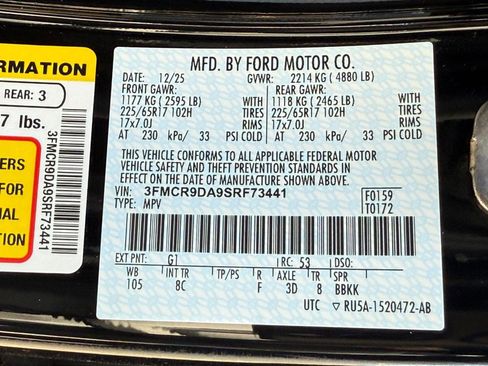 RMATION
REAR: 3
7 lbs.
ERS
FOR
NAL
ON
3FMCR9DA9SRF73441
MFD. BY FORD MOTOR CO.
DATE: 12/25 GVWR: 2214 KG (4880 LB)
FRONT GAWR: REAR GAWR:
1177 KG (2595 LB) 1118 KG (2465 LB)
225/65R17 102H TIRES 225/65R17 102H TIRES
17x7.0J RIMS 17x7.0J RIMS
AT 230 kPa/ 33 PSI COLD AT 230 kPa/ 33 PSI COLD
THIS VEHICLE CONFORMS TO ALL APPLICABLE FEDERAL MOTOR
VEHICLE SAFETY AND THEFT PREVENTION STANDARDS IN
EFFECT ON THE DATE OF MANUFACTURE SHOWN ABOVE.
VIN: 3FMCR9DA9SRF73441 F0159
TYPE: MPV T0172
EXT PNT: G1 RC: 53 DSO:
WB INT TR TP/PS R AXLE TR SPR
105 8C F 3D 8 BBKK
UTC ▽ RU5A-1520472-AB